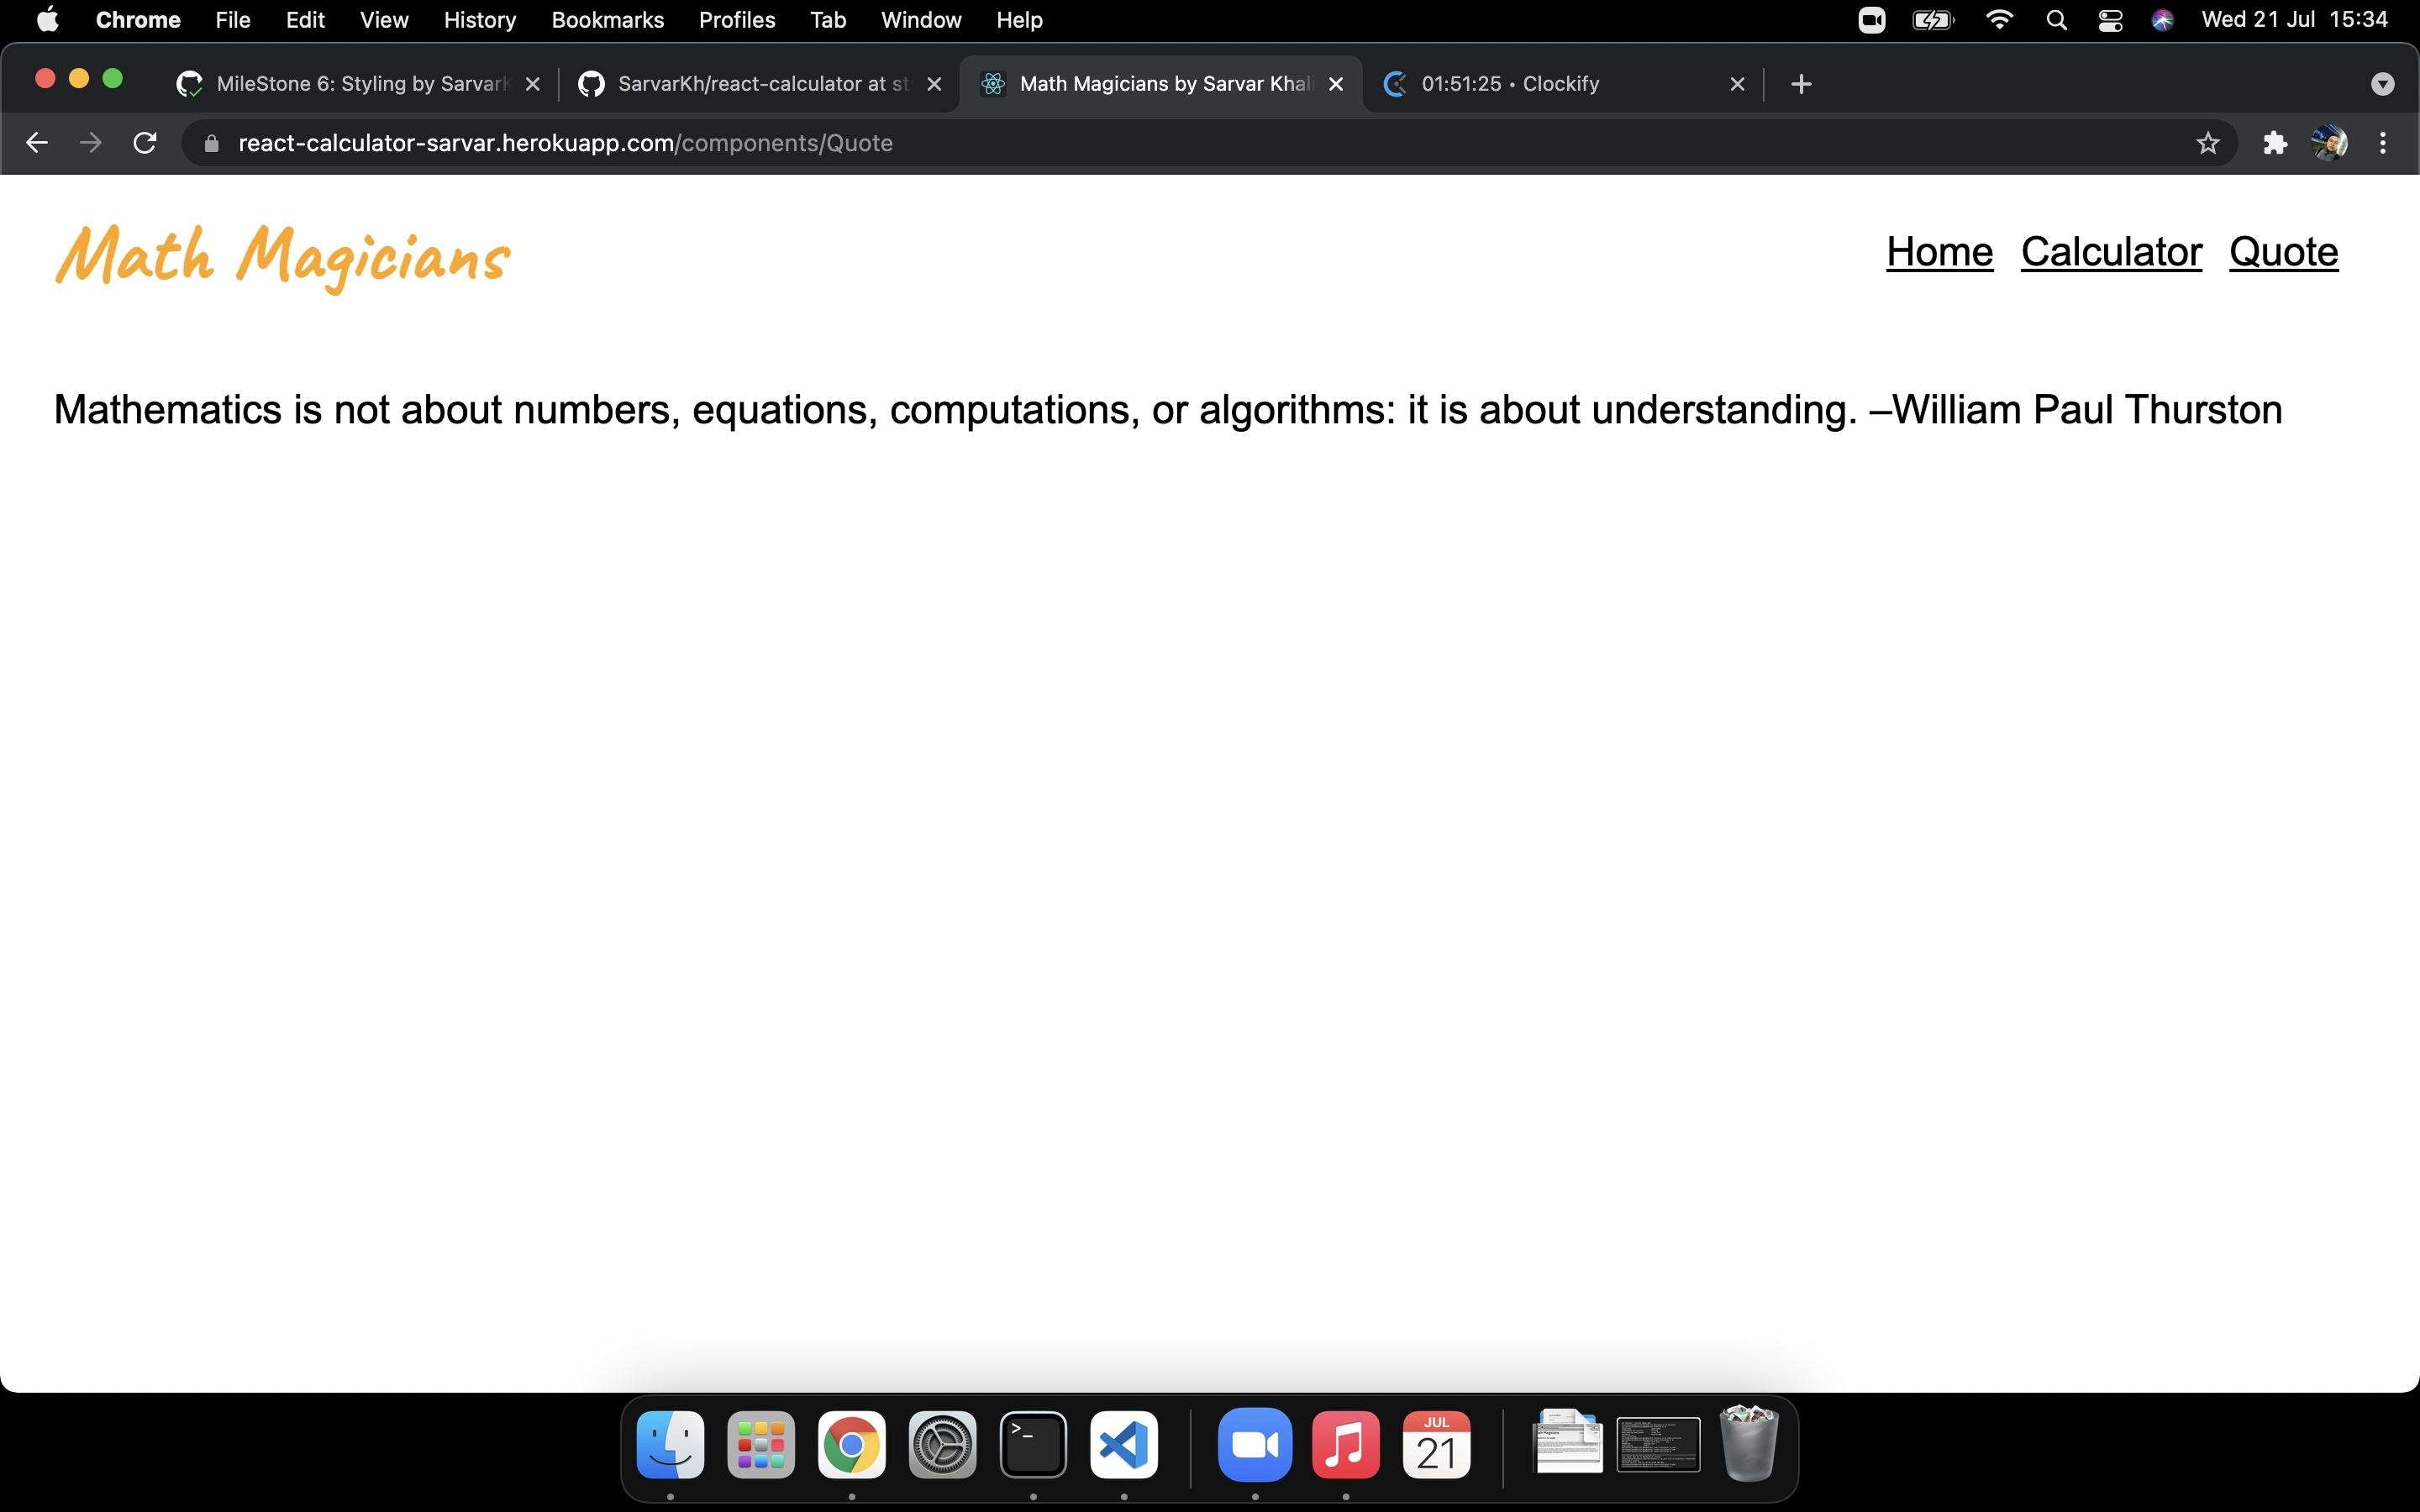 Chrome File Edit View History Bookmarks Profiles Tab Window Help Wed 21 Jul 15:34
MileStone 6: Styling by Sarvar SarvarKh/react-calculator at st Math Magicians by Sarvar Khali 01:51:25 • Clockify
react-calculator-sarvar.herokuapp.com/components/Quote
Math Magicians Home Calculator Quote
Mathematics is not about numbers, equations, computations, or algorithms: it is about understanding. –William Paul Thurston
JUL
21